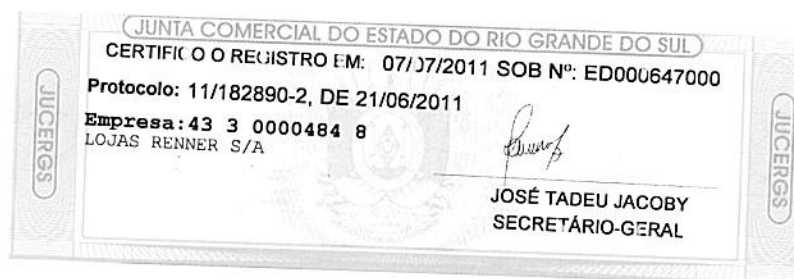 JUNTA COMERCIAL DO ESTADO DO RIO GRANDE DO SUL
CERTIFICO O REGISTRO EM: 07/07/2011 SOB Nº: ED000647000
Protocolo: 11/182890-2, DE 21/06/2011
Empresa:43 3 0000484 8
LOJAS RENNER S/A
JOSÉ TADEU JACOBY
SECRETÁRIO-GERAL
JUCERGS
JUCERGS